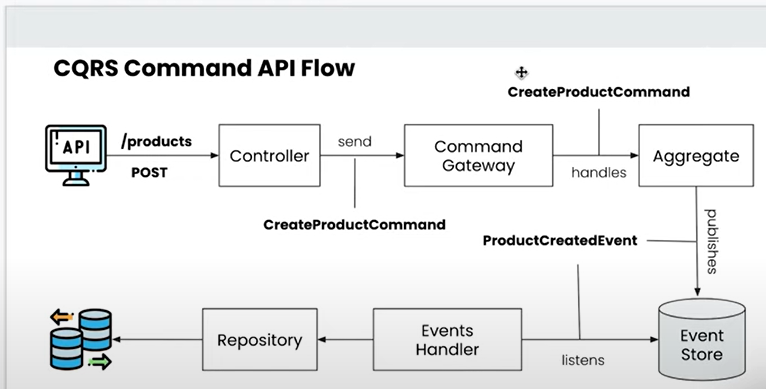 CQRS Command API Flow
CreateProductCommand
API
/products
POST
Controller
send
Command
Gateway
handles
Aggregate
CreateProductCommand
ProductCreatedEvent
publishes
Repository
Events
Handler
listens
Event
Store